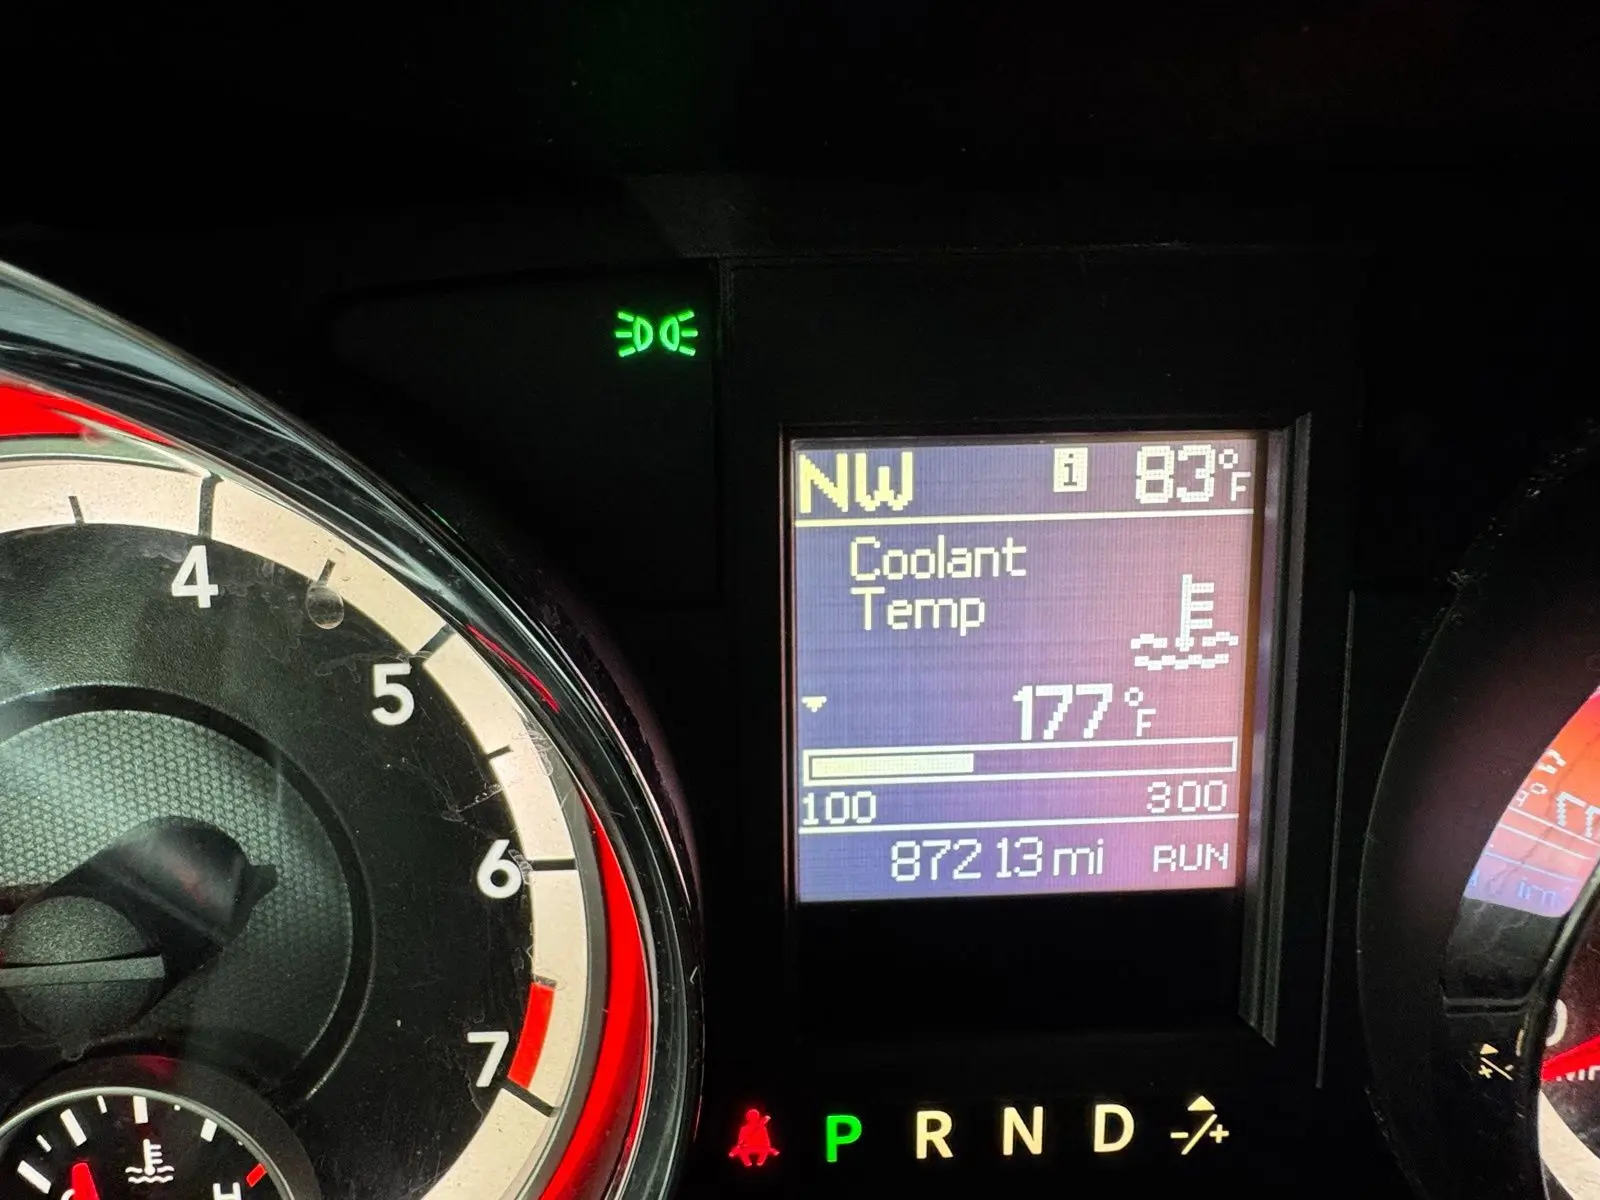 NW i 83°F
Coolant
Temp
177°F
100 300
87213 mi RUN
4
5
6
7
P R N D -/+
H